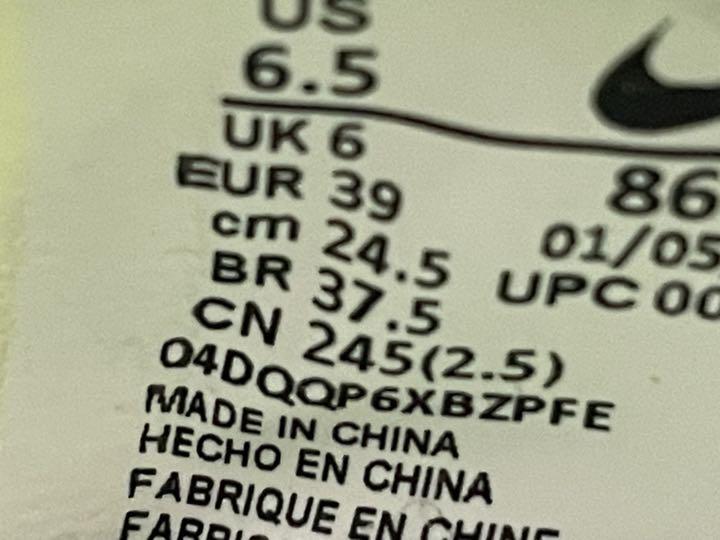 US
6.5
UK 6
EUR 39
cm 24.5
BR 37.5
CN 245(2.5)
86
01/05
UPC 00
O4DQQP6XBZPFE
MADE IN CHINA
HECHO EN CHINA
FABRIQUE EN CHINE